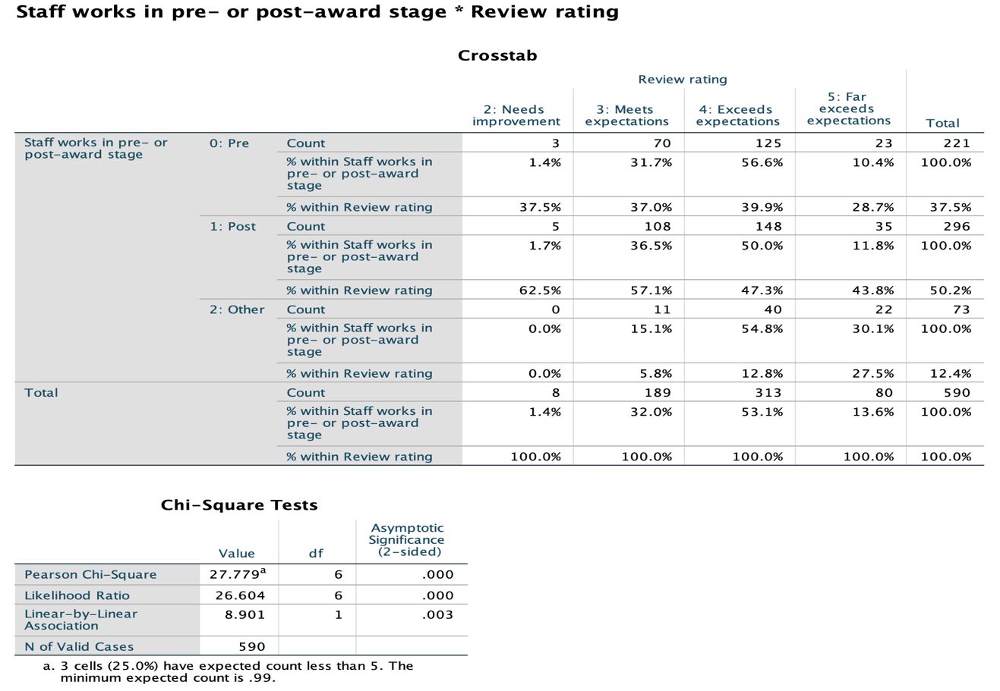 Staff works in pre- or post-award stage * Review rating
Crosstab
Review rating
2: Needs improvement 3: Meets expectations 4: Exceeds expectations 5: Far exceeds expectations Total
Staff works in pre- or post-award stage 0: Pre Count 3 70 125 23 221
% within Staff works in pre- or post-award stage 1.4% 31.7% 56.6% 10.4% 100.0%
% within Review rating 37.5% 37.0% 39.9% 28.7% 37.5%
1: Post Count 5 108 148 35 296
% within Staff works in pre- or post-award stage 1.7% 36.5% 50.0% 11.8% 100.0%
% within Review rating 62.5% 57.1% 47.3% 43.8% 50.2%
2: Other Count 0 11 40 22 73
% within Staff works in pre- or post-award stage 0.0% 15.1% 54.8% 30.1% 100.0%
% within Review rating 0.0% 5.8% 12.8% 27.5% 12.4%
Total Count 8 189 313 80 590
% within Staff works in pre- or post-award stage 1.4% 32.0% 53.1% 13.6% 100.0%
% within Review rating 100.0% 100.0% 100.0% 100.0% 100.0%
Chi-Square Tests
Value df Asymptotic Significance (2-sided)
Pearson Chi-Square 27.779a 6 .000
Likelihood Ratio 26.604 6 .000
Linear-by-Linear Association 8.901 1 .003
N of Valid Cases 590
a. 3 cells (25.0%) have expected count less than 5. The
minimum expected count is .99.